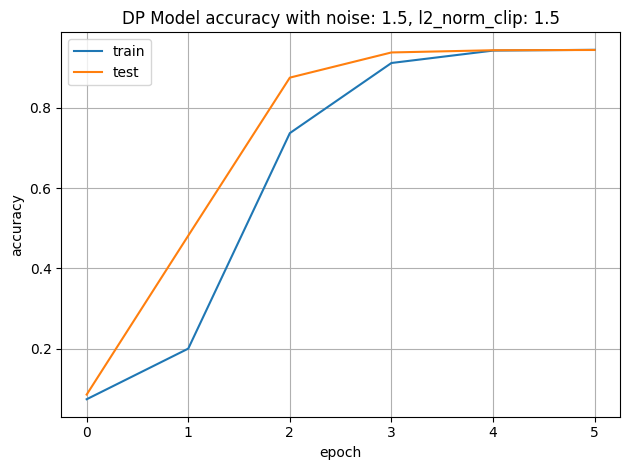 DP Model accuracy with noise: 1.5, l2_norm_clip: 1.5
train
test
accuracy
0.8
0.6
0.4
0.2
0 1 2 3 4 5
epoch